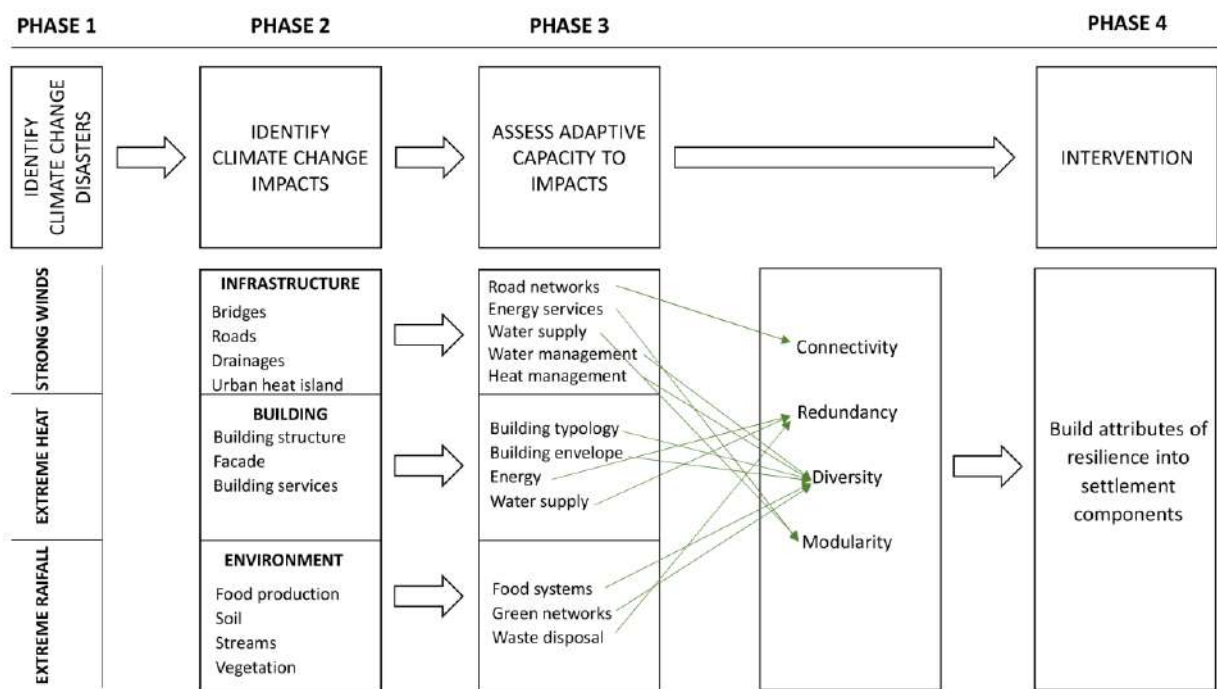 PHASE 1
PHASE 2
PHASE 3
PHASE 4
IDENTIFY
CLIMATE CHANGE
DISASTERS
IDENTIFY
CLIMATE CHANGE
IMPACTS
ASSESS ADAPTIVE
CAPACITY TO
IMPACTS
INTERVENTION
STRONG WINDS
INFRASTRUCTURE
Bridges
Roads
Drainages
Urban heat island
Road networks
Energy services
Water supply
Water management
Heat management
EXTREME HEAT
BUILDING
Building structure
Facade
Building services
Building typology
Building envelope
Energy
Water supply
EXTREME RAIFALL
ENVIRONMENT
Food production
Soil
Streams
Vegetation
Food systems
Green networks
Waste disposal
Connectivity
Redundancy
Diversity
Modularity
Build attributes of
resilience into
settlement
components